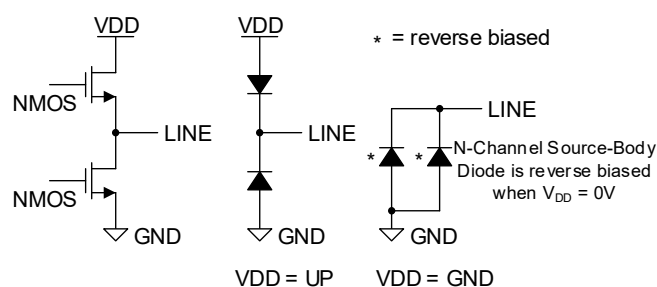 VDD
VDD
* = reverse biased
NMOS
LINE
LINE
LINE
* * N-Channel Source-Body
Diode is reverse biased
when VDD = 0V
NMOS
GND
GND
GND
VDD = UP
VDD = GND